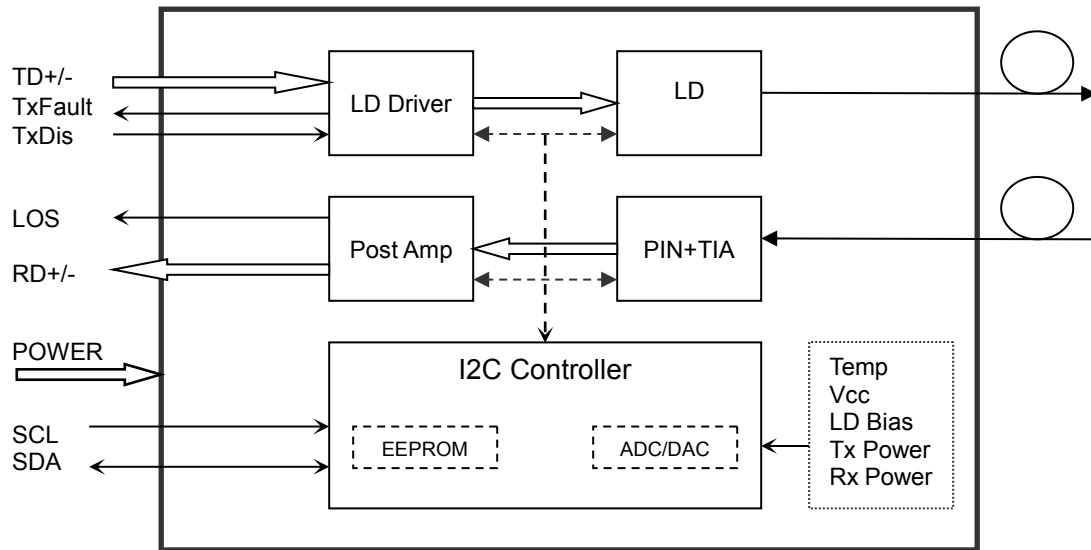 TD+/-
TxFault
TxDis
LD Driver
LD
LOS
RD+/-
Post Amp
PIN+TIA
POWER
SCL
SDA
I2C Controller
EEPROM
ADC/DAC
Temp
Vcc
LD Bias
Tx Power
Rx Power